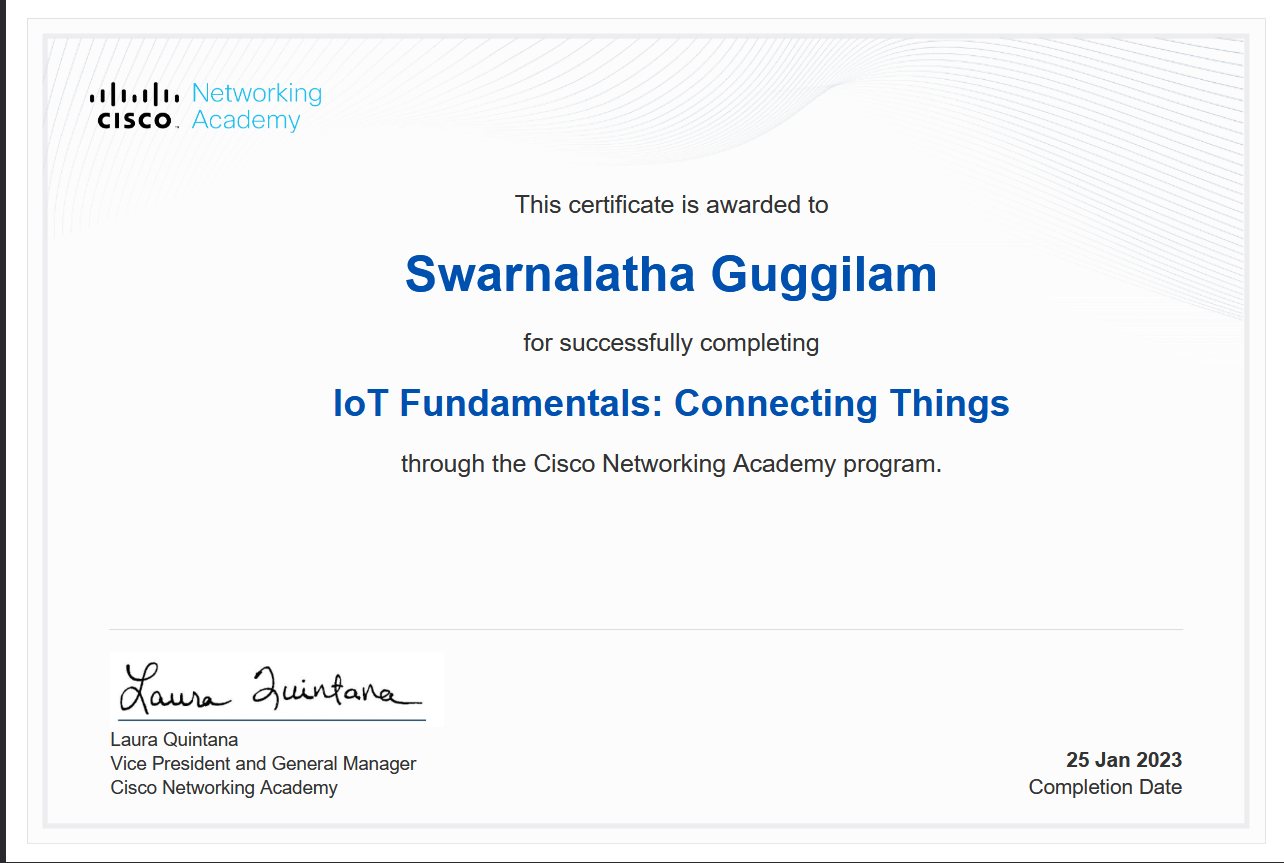 Networking
CISCO™ Academy
This certificate is awarded to
Swarnalatha Guggilam
for successfully completing
IoT Fundamentals: Connecting Things
through the Cisco Networking Academy program.
Laura Quintana
Laura Quintana
Vice President and General Manager
Cisco Networking Academy
25 Jan 2023
Completion Date